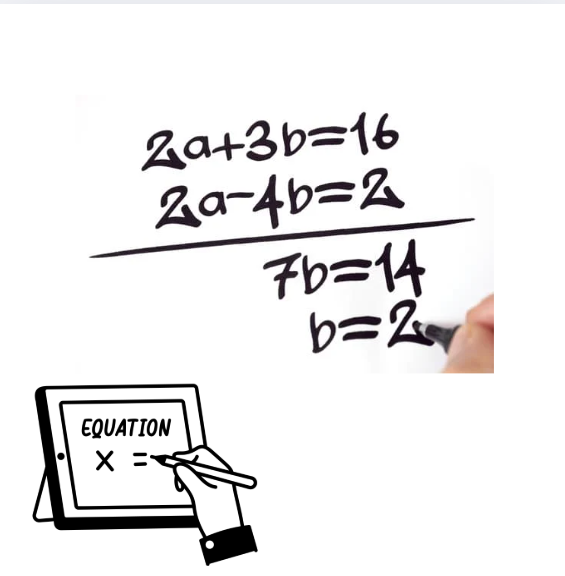 2a+3b=16
2a-4b=2
7b=14
b=2
EQUATION
X =